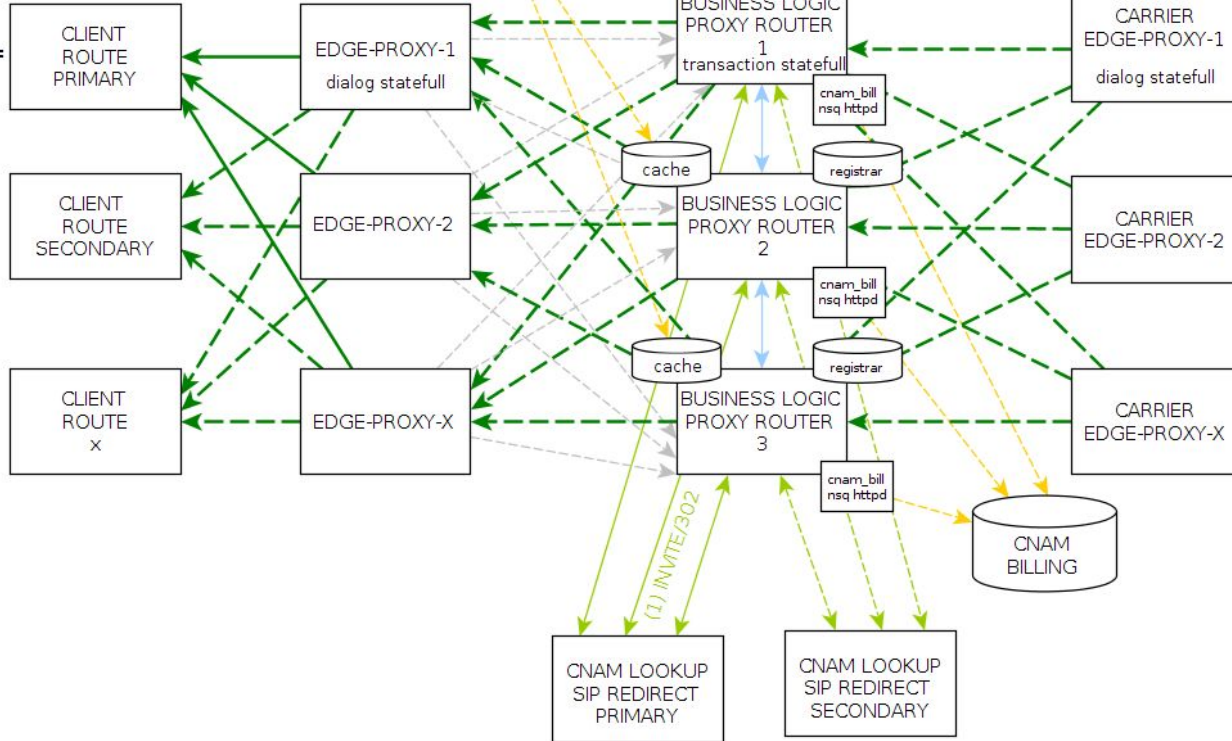 CLIENT
ROUTE
PRIMARY
EDGE-PROXY-1
dialog statefull
BUSINESS LOGIC
PROXY ROUTER
1
transaction statefull
cnam_bill
nsq httpd
CARRIER
EDGE-PROXY-1
dialog statefull
cache
registrar
CLIENT
ROUTE
SECONDARY
EDGE-PROXY-2
BUSINESS LOGIC
PROXY ROUTER
2
cnam_bill
nsq httpd
CARRIER
EDGE-PROXY-2
cache
registrar
CLIENT
ROUTE
x
EDGE-PROXY-X
BUSINESS LOGIC
PROXY ROUTER
3
cnam_bill
nsq httpd
CARRIER
EDGE-PROXY-X
(1) INVITE/302
CNAM
BILLING
CNAM LOOKUP
SIP REDIRECT
PRIMARY
CNAM LOOKUP
SIP REDIRECT
SECONDARY